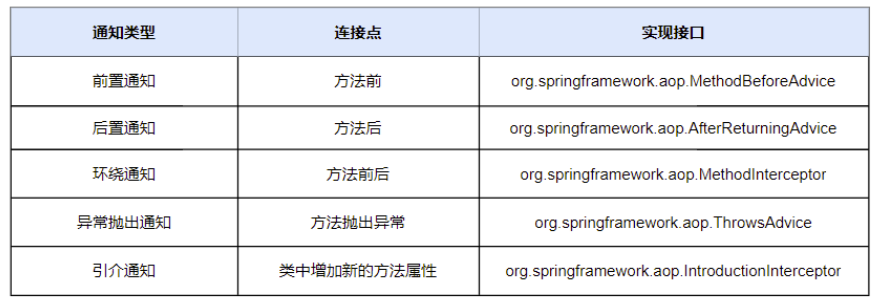 通知类型 连接点 实现接口
前置通知 方法前 org.springframework.aop.MethodBeforeAdvice
后置通知 方法后 org.springframework.aop.AfterReturningAdvice
环绕通知 方法前后 org.springframework.aop.MethodInterceptor
异常抛出通知 方法抛出异常 org.springframework.aop.ThrowsAdvice
引介通知 类中增加新的方法属性 org.springframework.aop.IntroductionInterceptor